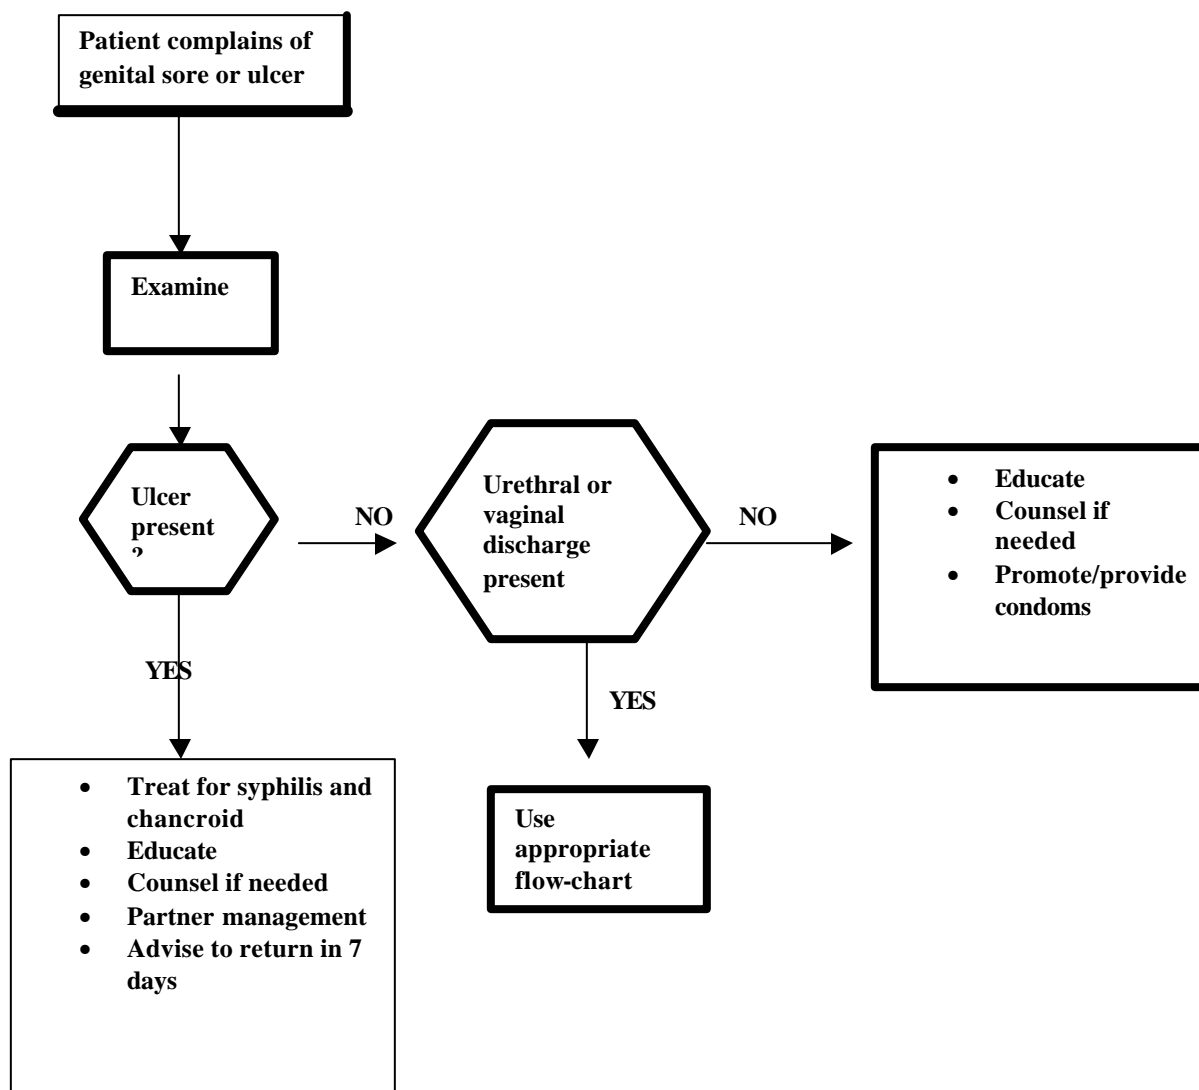 Patient complains of
genital sore or ulcer
Examine
Ulcer
present
?
NO
Urethral or
vaginal
discharge
present
NO
• Educate
• Counsel if
needed
• Promote/provide
condoms
YES
YES
• Treat for syphilis and
chancroid
• Educate
• Counsel if needed
• Partner management
• Advise to return in 7
days
Use
appropriate
flow-chart